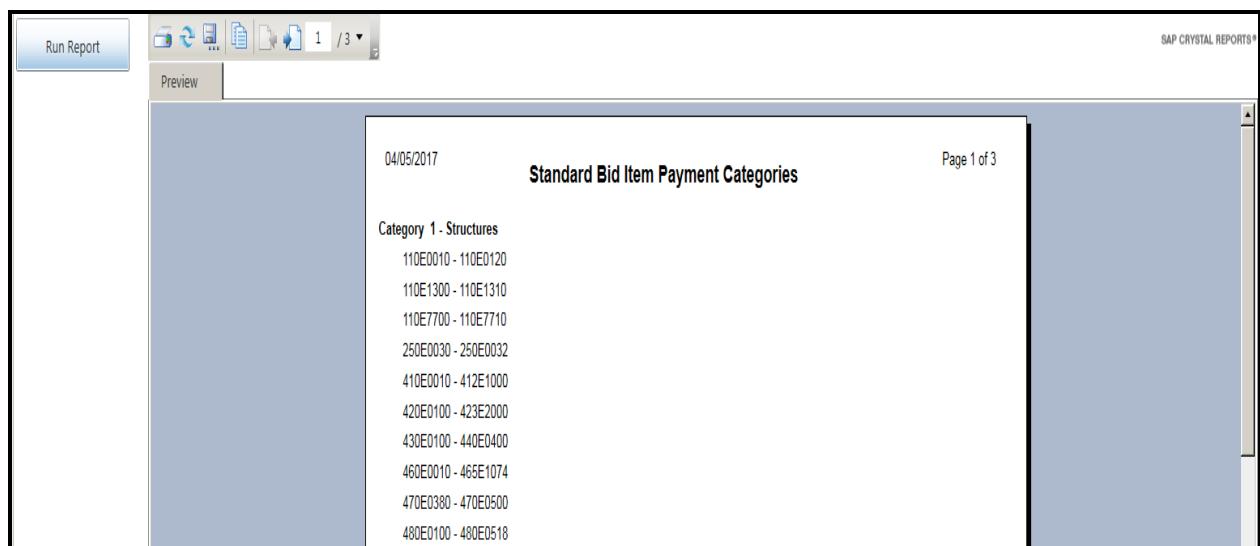 Run Report
1 /3
SAP CRYSTAL REPORTS®
Preview
04/05/2017
Page 1 of 3
Standard Bid Item Payment Categories
Category 1 - Structures
110E0010 - 110E0120
110E1300 - 110E1310
110E7700 - 110E7710
250E0030 - 250E0032
410E0010 - 412E1000
420E0100 - 423E2000
430E0100 - 440E0400
460E0010 - 465E1074
470E0380 - 470E0500
480E0100 - 480E0518